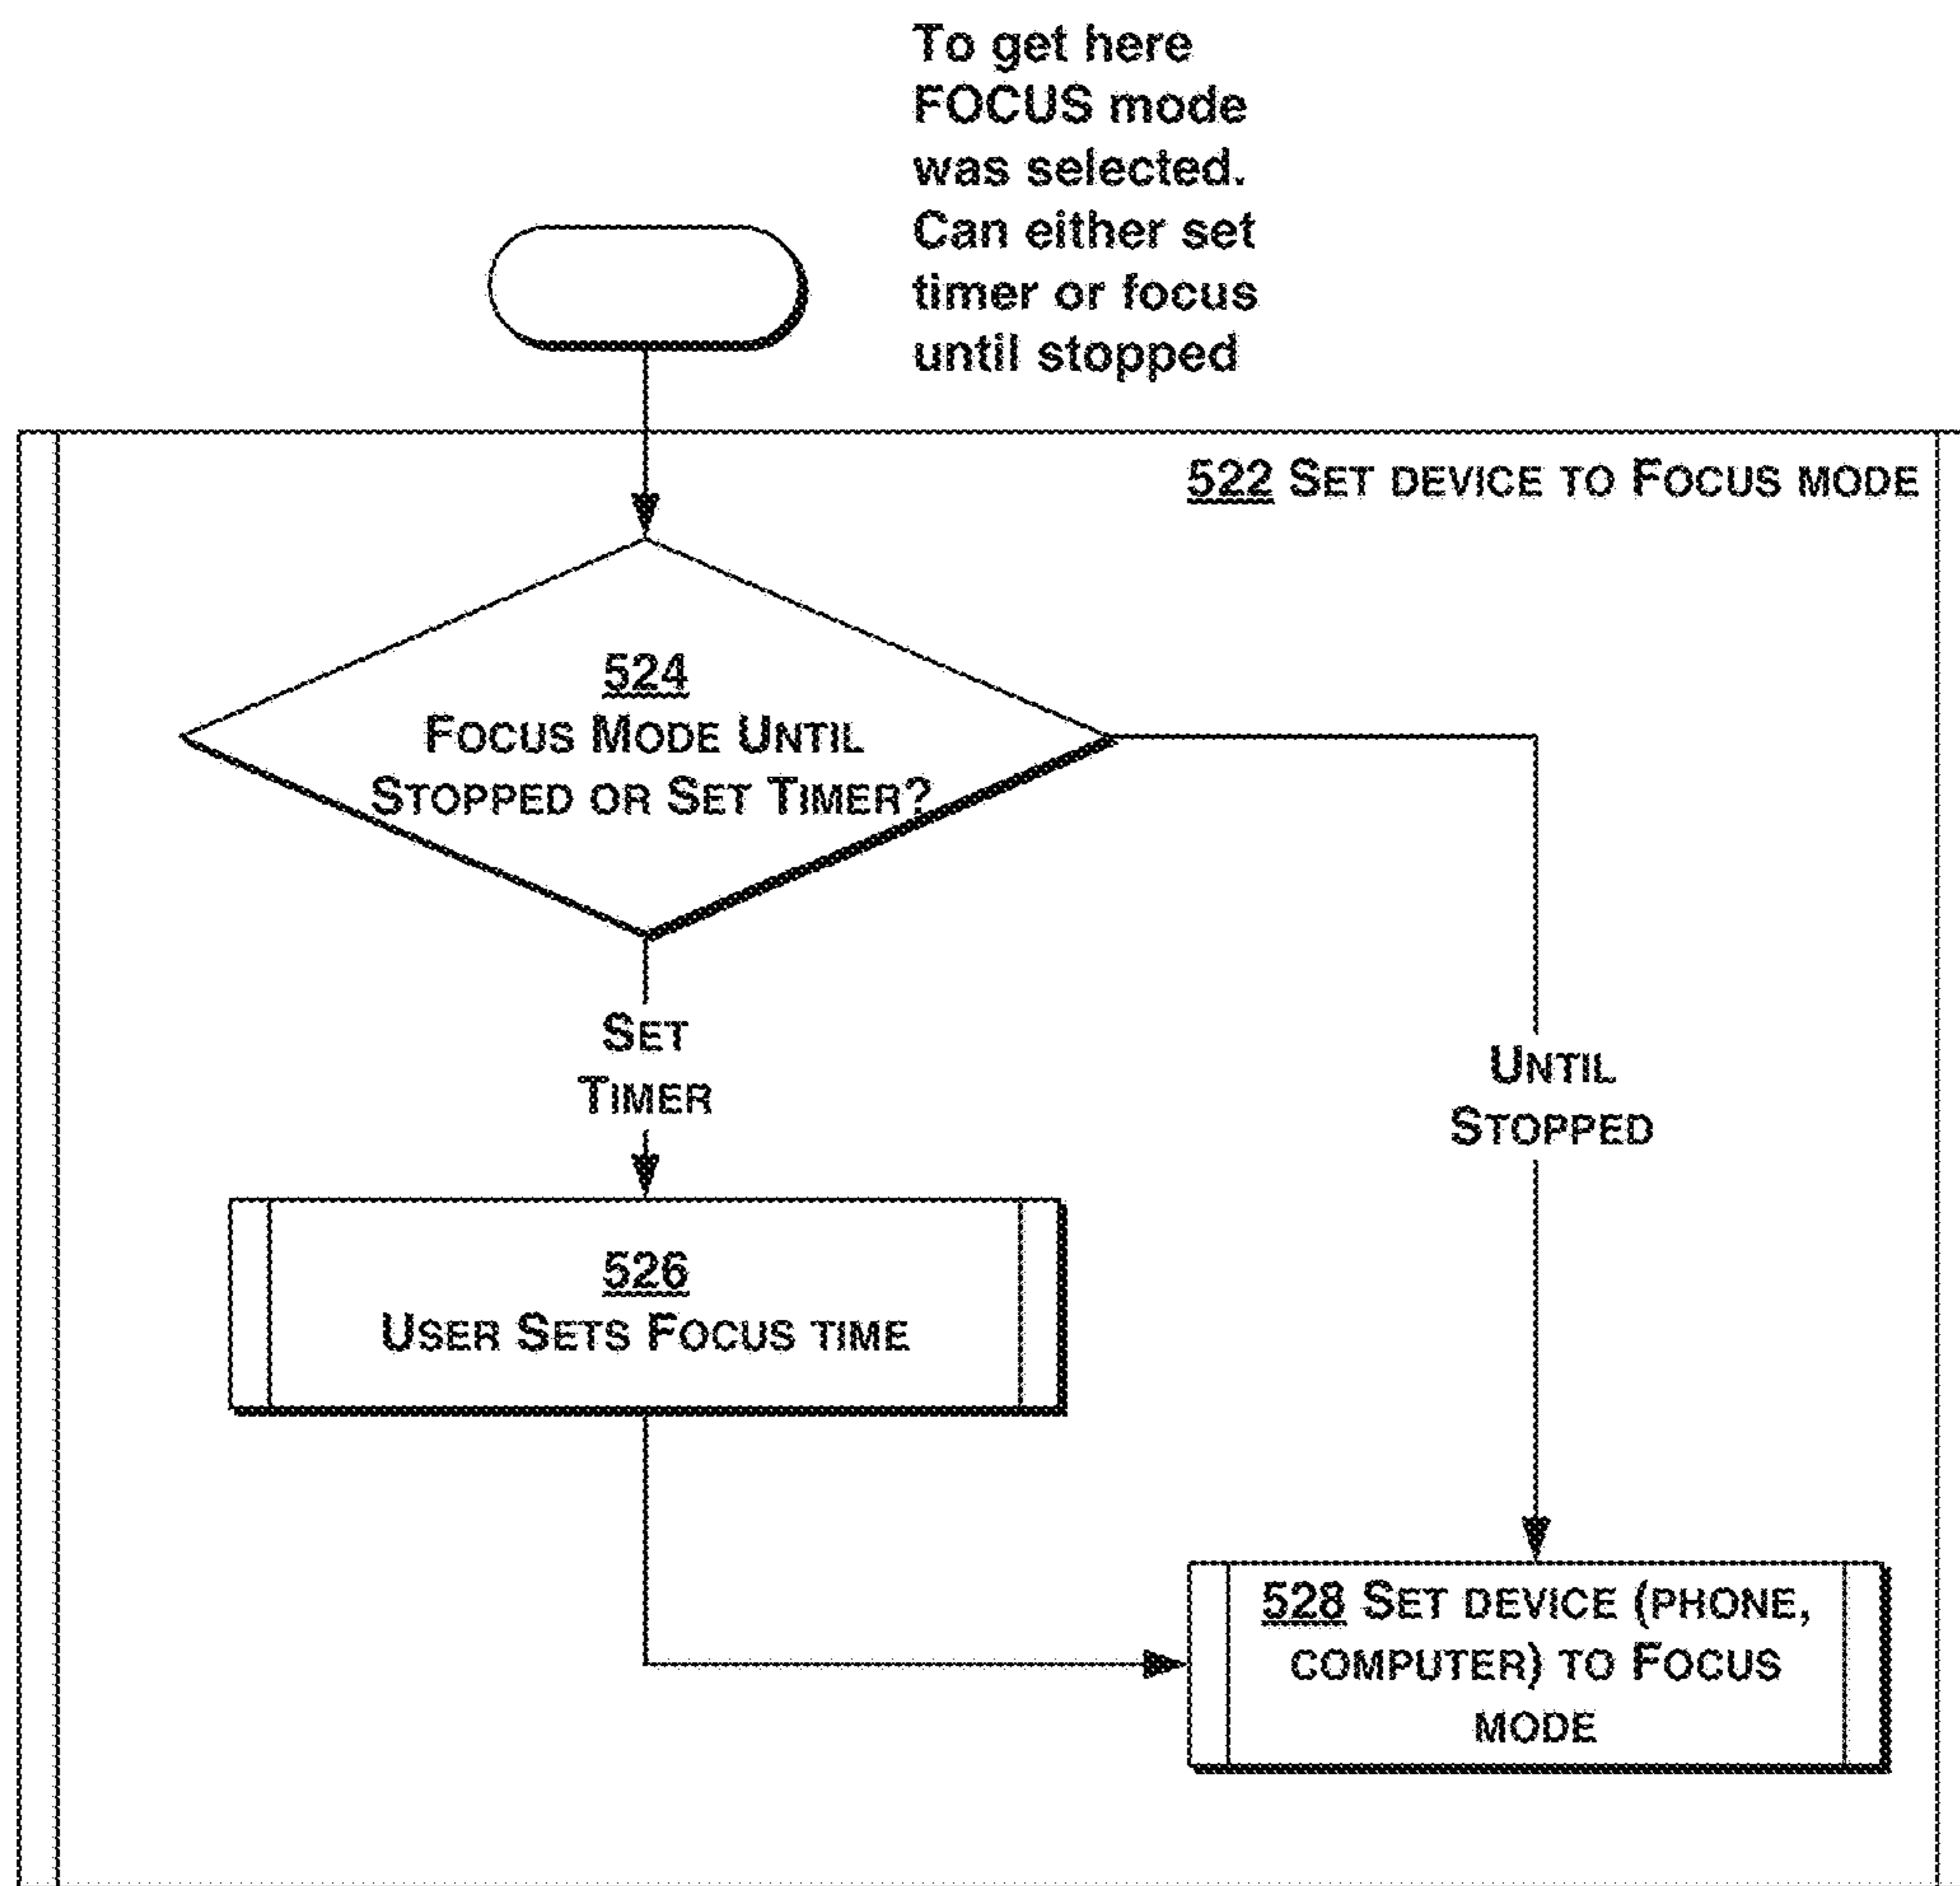 To get here
FOCUS mode
was selected.
Can either set
timer or focus
until stopped
522 SET DEVICE TO FOCUS MODE
524
FOCUS MODE UNTIL
STOPPED OR SET TIMER?
SET
TIMER
UNTIL
STOPPED
526
USER SETS FOCUS TIME
528 SET DEVICE (PHONE,
COMPUTER) TO FOCUS
MODE